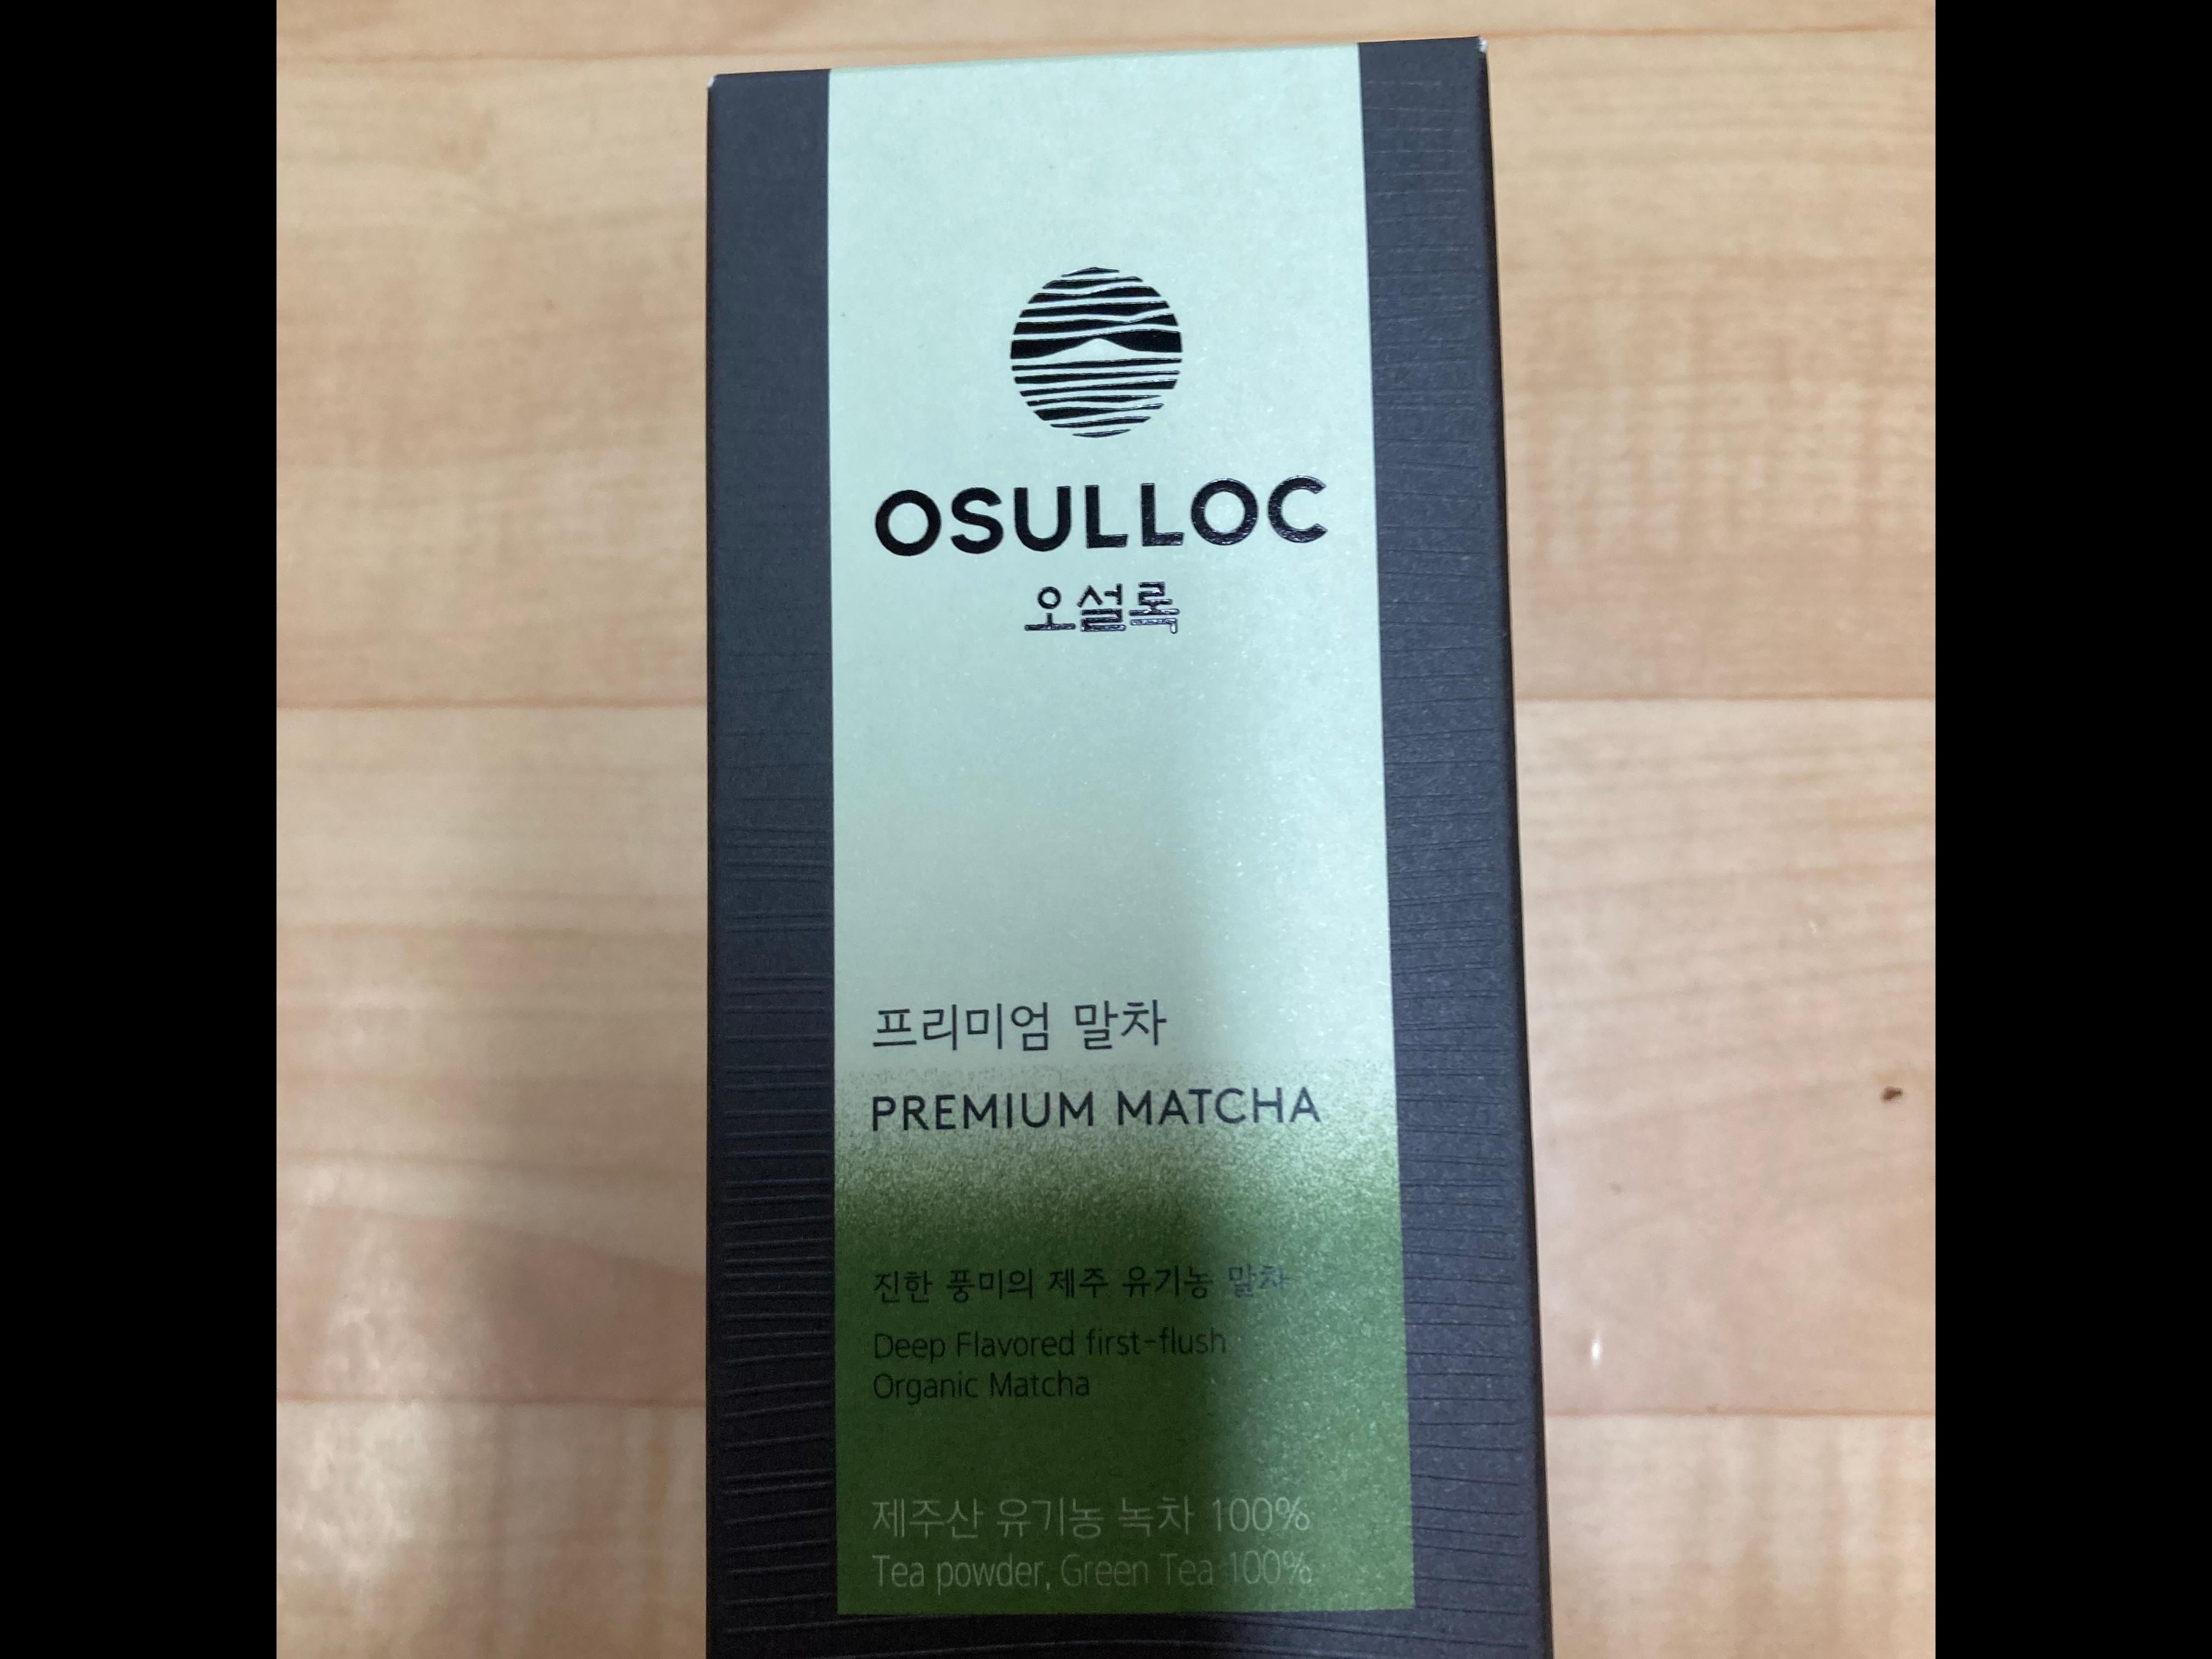 OSULLOC
오설록
프리미엄 말차
PREMIUM MATCHA
진한 풍미의 제주 유기농 말차
Deep Flavored first-flush
Organic Matcha
제주산 유기농 녹차 100%
Tea powder, Green Tea 100%